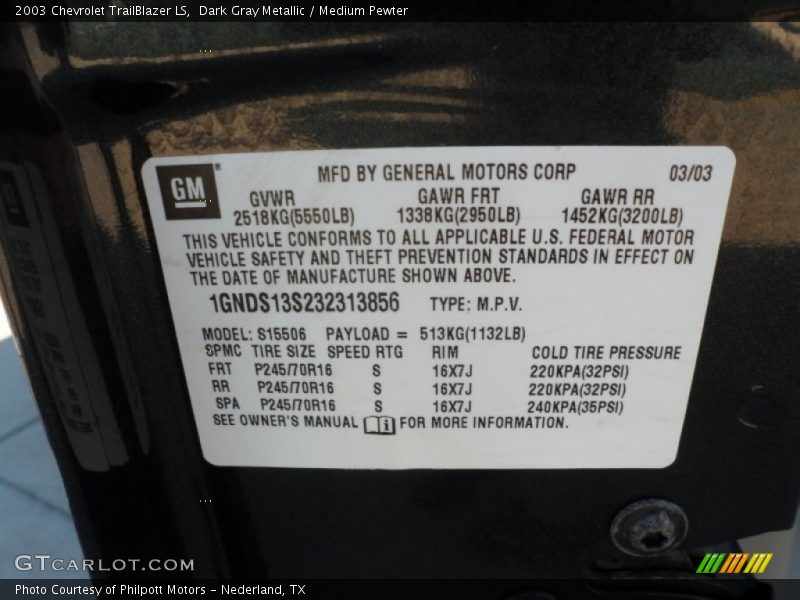 2003 Chevrolet TrailBlazer LS, Dark Gray Metallic / Medium Pewter
GM
MFD BY GENERAL MOTORS CORP 03/03
GVWR GAWR FRT GAWR RR
2518KG(5550LB) 1338KG(2950LB) 1452KG(3200LB)
THIS VEHICLE CONFORMS TO ALL APPLICABLE U.S. FEDERAL MOTOR
VEHICLE SAFETY AND THEFT PREVENTION STANDARDS IN EFFECT ON
THE DATE OF MANUFACTURE SHOWN ABOVE.
1GNDS13S232313856 TYPE: M.P.V.
MODEL: S15506 PAYLOAD = 513KG(1132LB)
SPMC TIRE SIZE SPEED RTG RIM COLD TIRE PRESSURE
FRT P245/70R16 S 16X7J 220KPA(32PSI)
RR P245/70R16 S 16X7J 220KPA(32PSI)
SPA P245/70R16 S 16X7J 240KPA(35PSI)
SEE OWNER'S MANUAL FOR MORE INFORMATION.
GTCARLOT.COM
Photo Courtesy of Philpott Motors - Nederland, TX